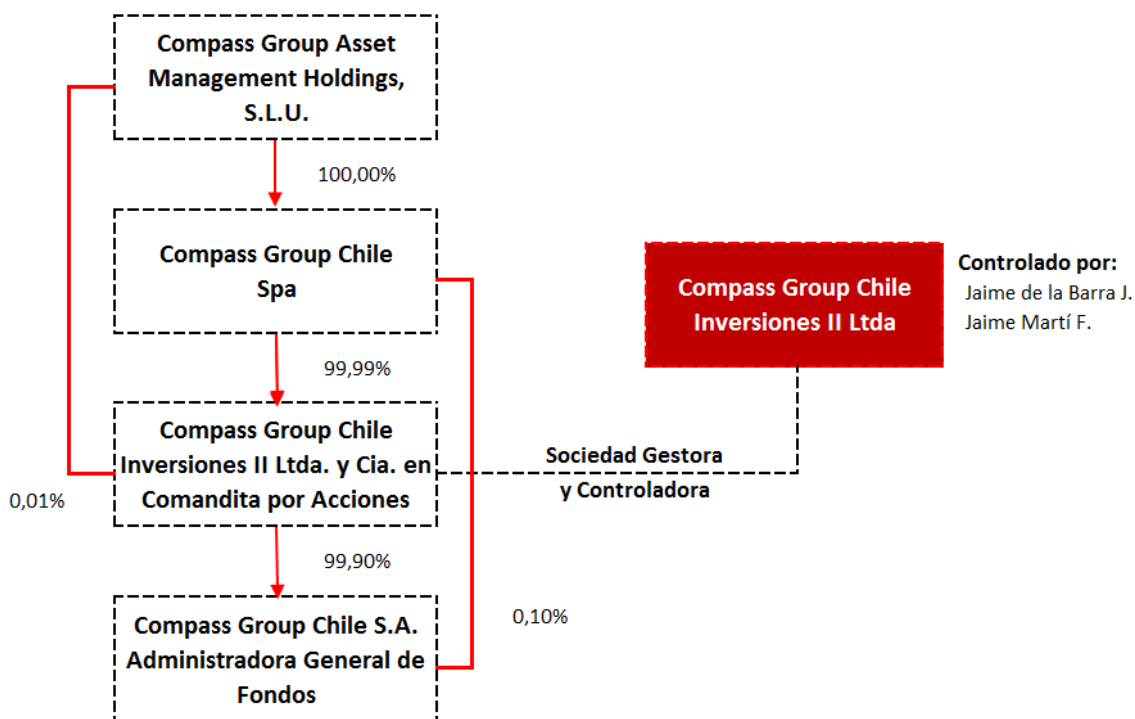 Compass Group Asset
Management Holdings,
S.L.U.
100,00%
Compass Group Chile
Spa
99,99%
Compass Group Chile
Inversiones II Ltda. y Cia. en
Comandita por Acciones
0,01%
99,90%
Compass Group Chile S.A.
Administradora General de
Fondos
0,10%
Sociedad Gestora
y Controladora
Compass Group Chile
Inversiones II Ltda
Controlado por:
Jaime de la Barra J.
Jaime Martí F.